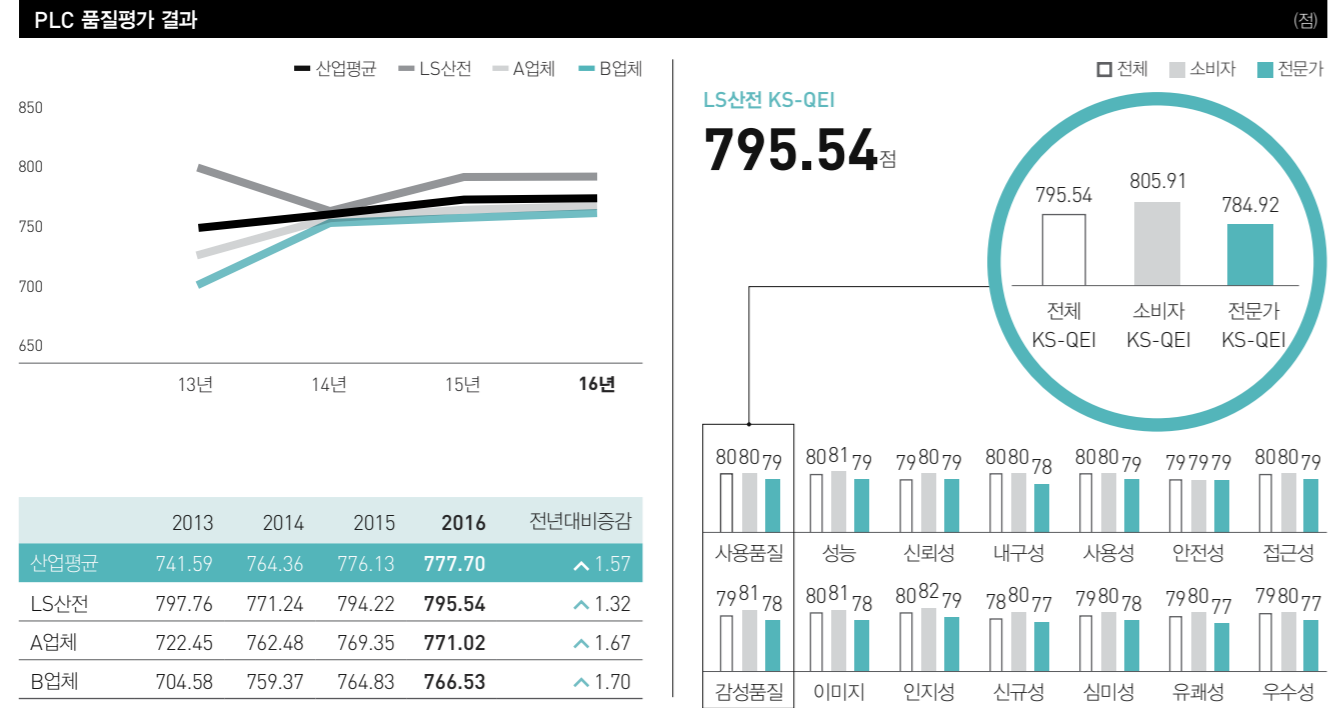 PLC 품질평가 결과 (점)
산업평균 LS산전 A업체 B업체
850
800
750
700
650
13년 14년 15년 16년
2013 2014 2015 2016 전년대비증감
산업평균 741.59 764.36 776.13 777.70 1.57
LS산전 797.76 771.24 794.22 795.54 1.32
A업체 722.45 762.48 769.35 771.02 1.67
B업체 704.58 759.37 764.83 766.53 1.70
전체 소비자 전문가
LS산전 KS-QEI
795.54점
795.54 805.91 784.92
전체 소비자 전문가
KS-QEI KS-QEI KS-QEI
80 80 79 80 81 79 79 80 79 80 80 78 80 80 79 79 79 79 80 80 79
사용품질 성능 신뢰성 내구성 사용성 안전성 접근성
79 81 78 80 81 78 80 82 79 78 80 77 79 80 78 79 80 77 79 80 77
감성품질 이미지 인지성 신규성 심미성 유쾌성 우수성